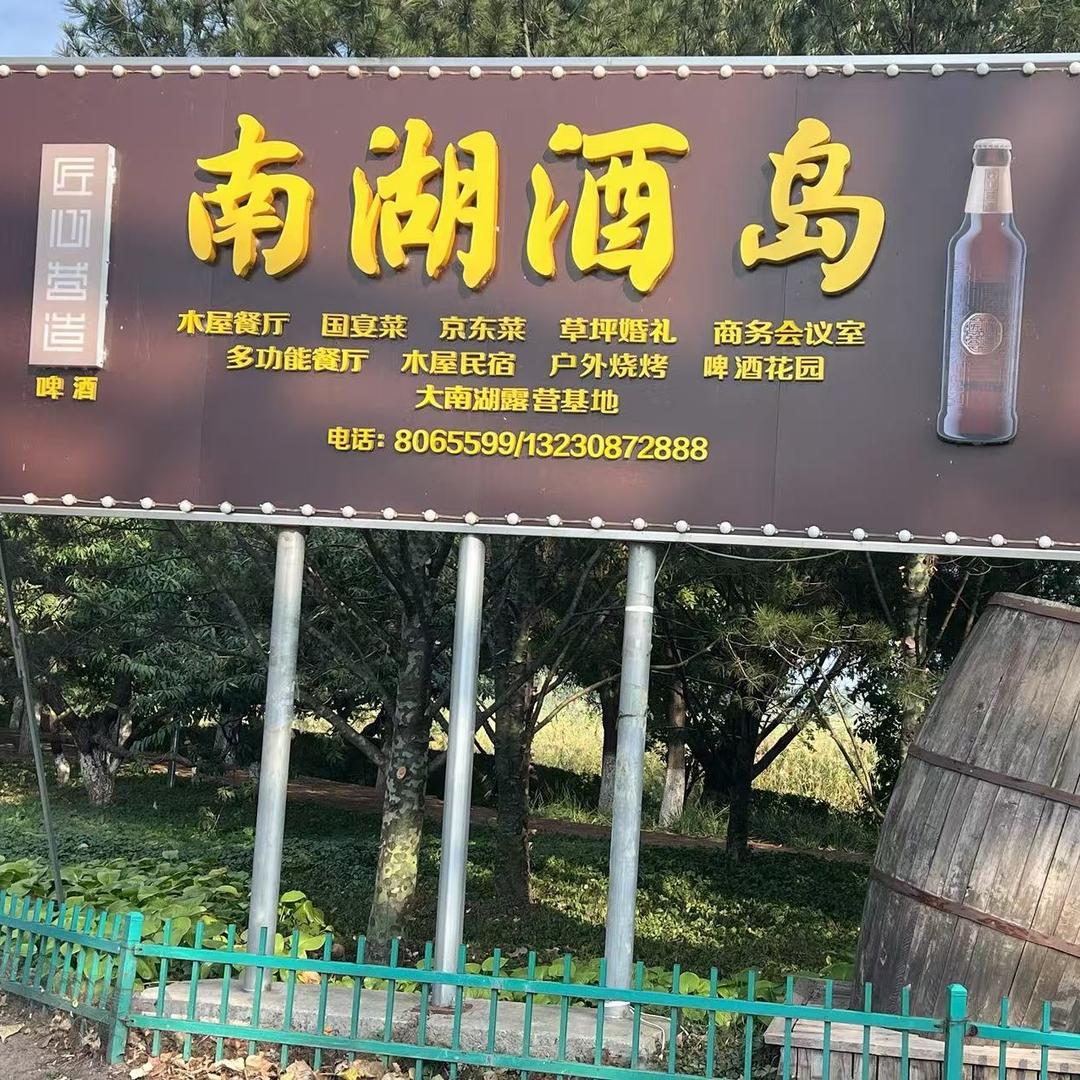 南湖酒岛
匠心营造
啤酒
木屋餐厅 国宴菜 京东菜 草坪婚礼 商务会议室
多功能餐厅 木屋民宿 户外烧烤 啤酒花园
大南湖露营基地
电话：8065599/13230872888